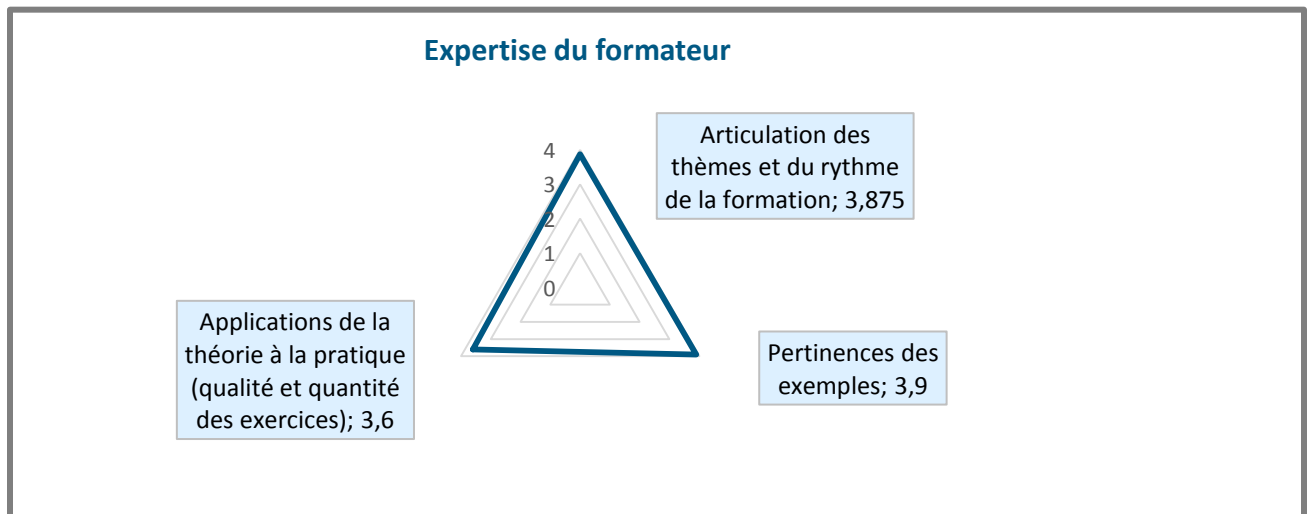 Expertise du formateur
Articulation des
thèmes et du rythme
de la formation; 3,875
4
3
2
1
0
Applications de la
théorie à la pratique
(qualité et quantité
des exercices); 3,6
Pertinences des
exemples; 3,9